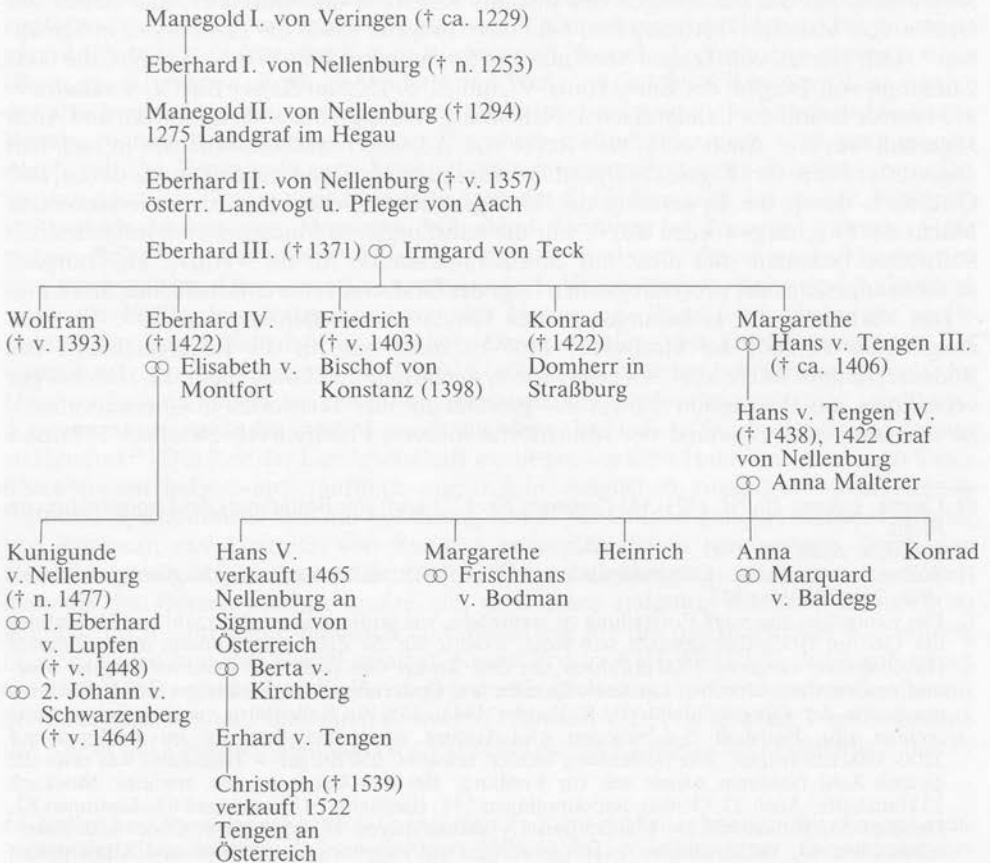 Manegold I. von Veringen († ca. 1229)
Eberhard I. von Nellenburg († n. 1253)
Manegold II. von Nellenburg († 1294)
1275 Landgraf im Hegau
Eberhard II. von Nellenburg († v. 1357)
österr. Landvogt u. Pfleger von Aach
Eberhard III. († 1371) ⚭ Irmgard von Teck
Wolfram
(† v. 1393)
Eberhard IV.
(† 1422)
⚭ Elisabeth v.
Montfort
Friedrich
(† v. 1403)
Bischof von
Konstanz (1398)
Konrad
(† 1422)
Domherr in
Straßburg
Margarethe
⚭ Hans v. Tengen III.
(† ca. 1406)
Hans v. Tengen IV.
(† 1438), 1422 Graf
von Nellenburg
⚭ Anna Malterer
Kunigunde
v. Nellenburg
(† n. 1477)
⚭ 1. Eberhard
v. Lupfen
(† v. 1448)
⚭ 2. Johann v.
Schwarzenberg
(† v. 1464)
Hans V.
verkauft 1465
Nellenburg an
Sigmund von
Österreich
⚭ Berta v.
Kirchberg
Erhard v. Tengen
Christoph († 1539)
verkauft 1522
Tengen an
Österreich
Margarethe
⚭ Frischhans
v. Bodman
Heinrich
Anna
⚭ Marquard
v. Baldegg
Konrad